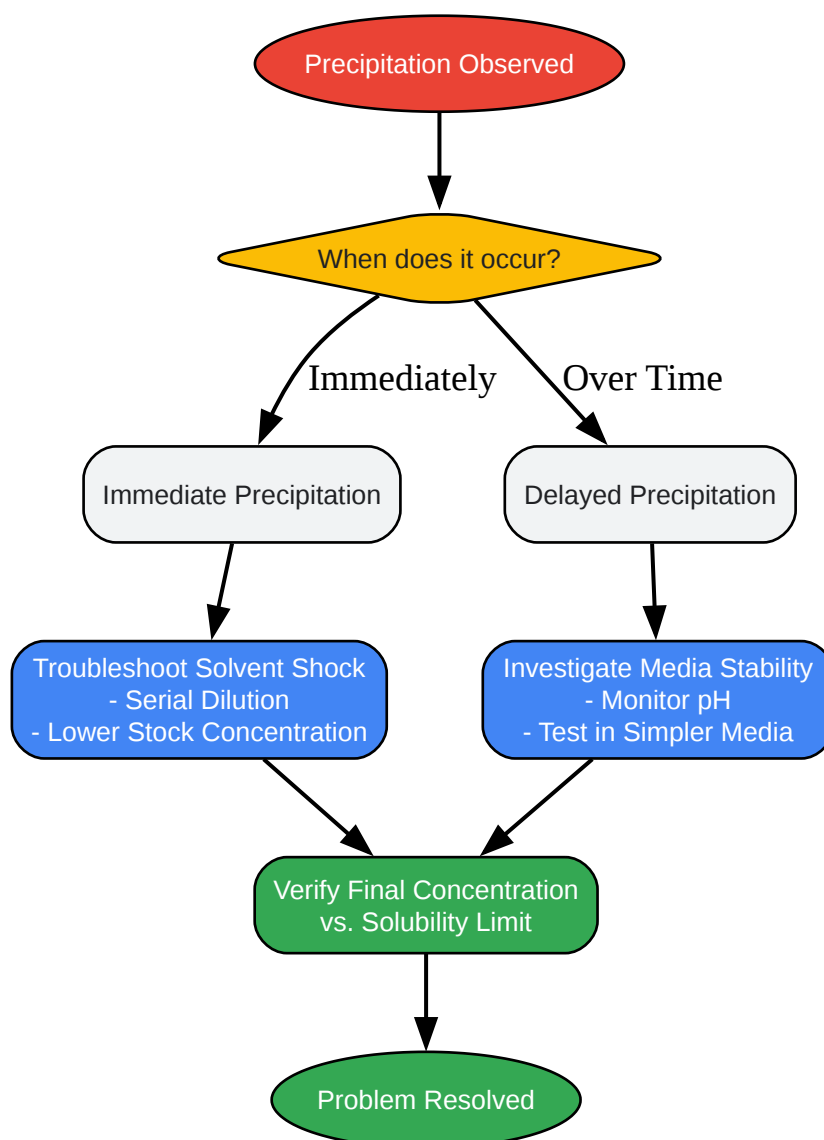 Precipitation Observed
When does it occur?
Immediately
Over Time
Immediate Precipitation
Delayed Precipitation
Troubleshoot Solvent Shock
- Serial Dilution
- Lower Stock Concentration
Investigate Media Stability
- Monitor pH
- Test in Simpler Media
Verify Final Concentration
vs. Solubility Limit
Problem Resolved